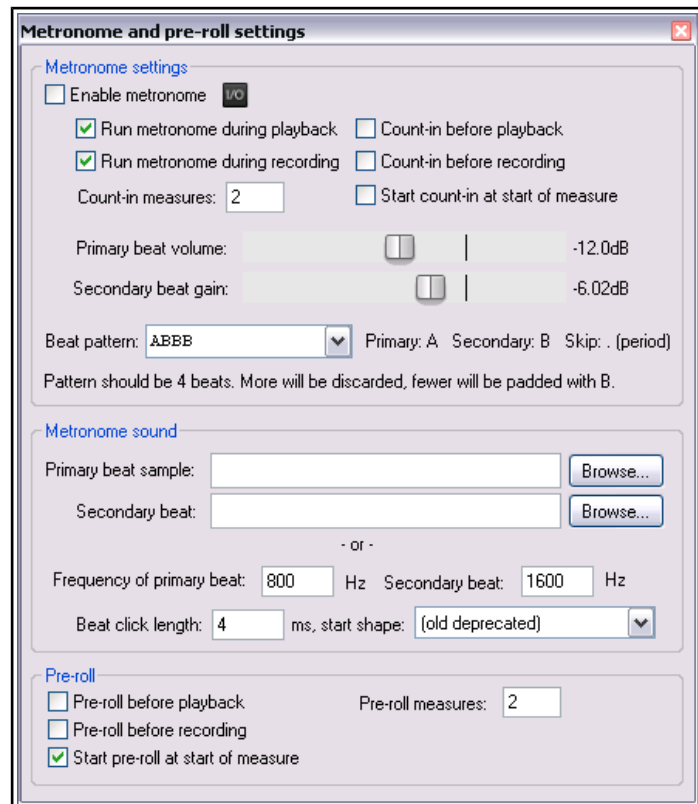 Metronome and pre-roll settings
Metronome settings
Enable metronome I/O
Run metronome during playback Count-in before playback
Run metronome during recording Count-in before recording
Count-in measures: 2 Start count-in at start of measure
Primary beat volume: -12.0dB
Secondary beat gain: -6.02dB
Beat pattern: ABBB Primary: A Secondary: B Skip: . (period)
Pattern should be 4 beats. More will be discarded, fewer will be padded with B.
Metronome sound
Primary beat sample: Browse...
Secondary beat: Browse...
- or -
Frequency of primary beat: 800 Hz Secondary beat: 1600 Hz
Beat click length: 4 ms, start shape: (old deprecated)
Pre-roll
Pre-roll before playback Pre-roll measures: 2
Pre-roll before recording
Start pre-roll at start of measure